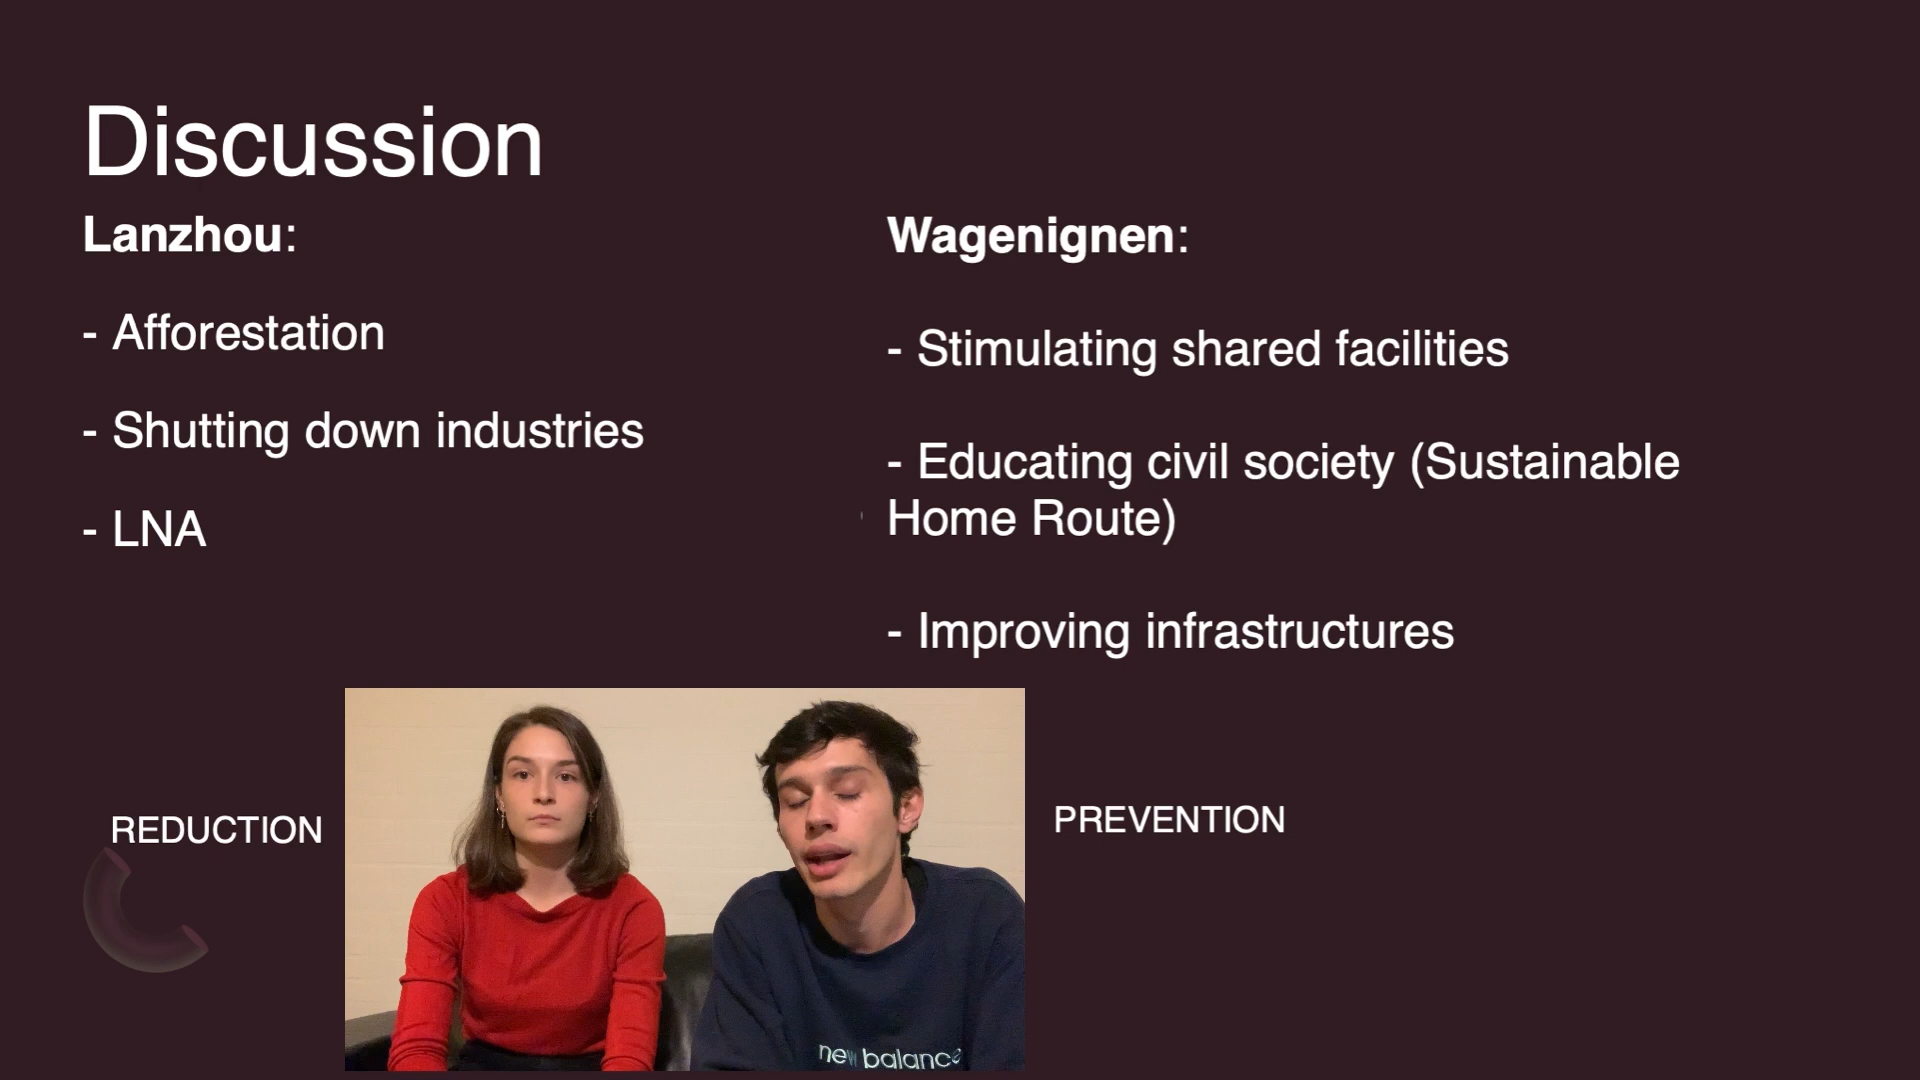 Discussion
Lanzhou:
- Afforestation
- Shutting down industries
- LNA
Wagenignen:
- Stimulating shared facilities
- Educating civil society (Sustainable
Home Route)
- Improving infrastructures
REDUCTION
PREVENTION
new balance